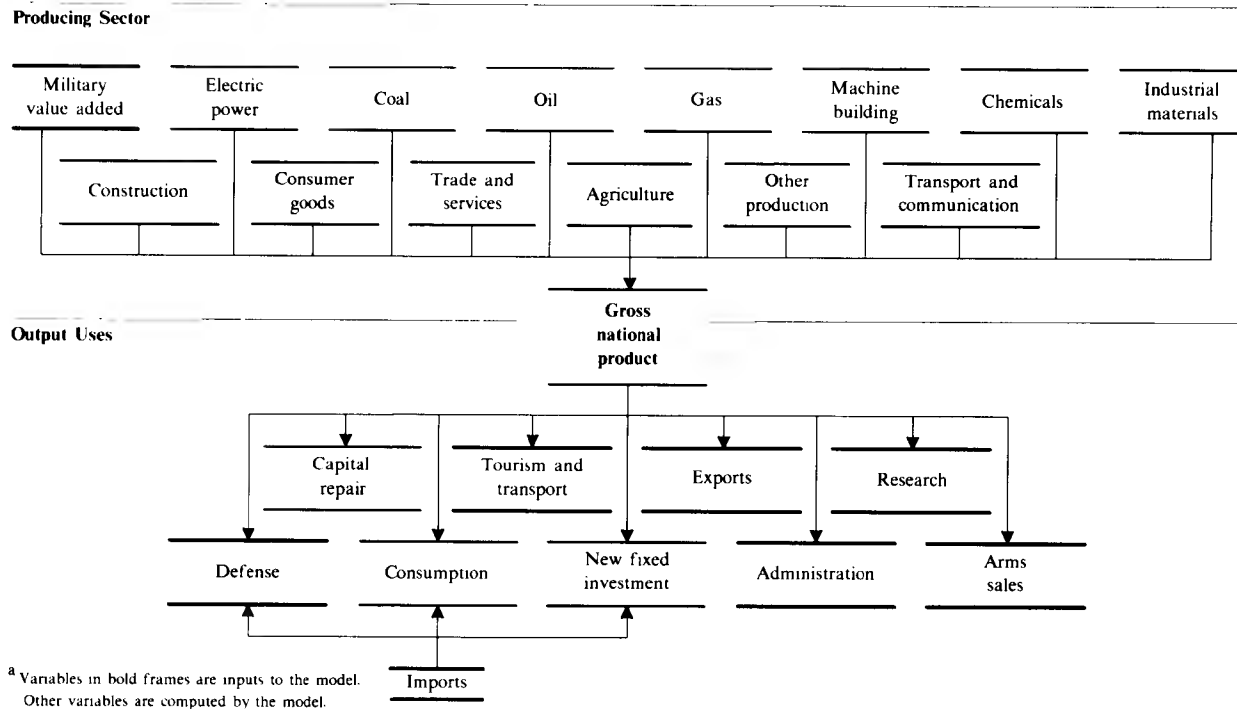 Producing Sector
Military
value added
Electric
power
Coal
Oil
Gas
Machine
building
Chemicals
Industrial
materials
Construction
Consumer
goods
Trade and
services
Agriculture
Other
production
Transport and
communication
Gross
national
product
Output Uses
Capital
repair
Tourism and
transport
Exports
Research
Defense
Consumption
New fixed
investment
Administration
Arms
sales
Imports
a Variables in bold frames are inputs to the model.
Other variables are computed by the model.